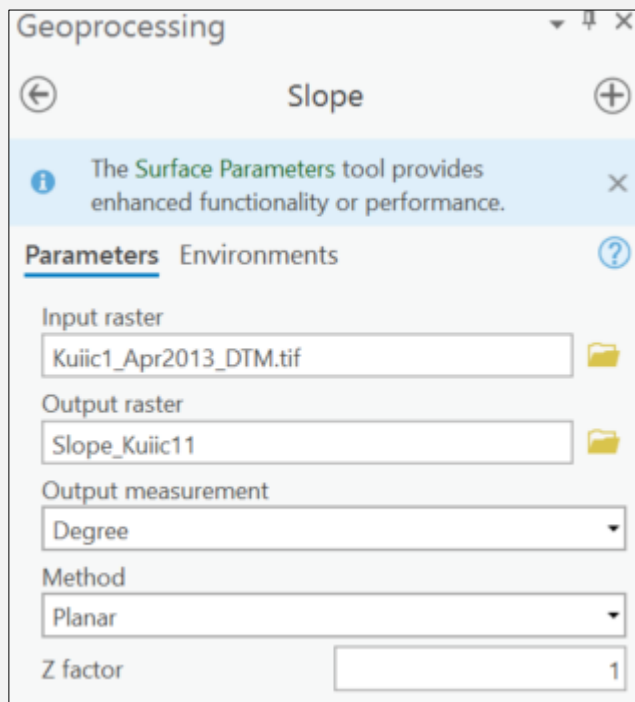 Geoprocessing
Slope
The Surface Parameters tool provides
enhanced functionality or performance.
Parameters Environments
Input raster
Kuiic1_Apr2013_DTM.tif
Output raster
Slope_Kuiic11
Output measurement
Degree
Method
Planar
Z factor 1